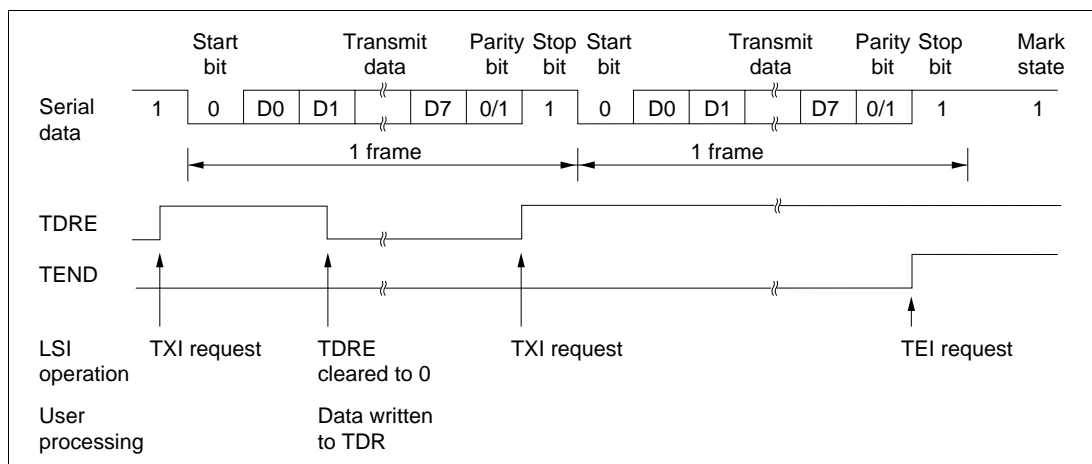 Start bit Transmit data Parity bit Stop bit Start bit Transmit data Parity bit Stop bit Mark state
Serial data 1 0 D0 D1 D7 0/1 1 0 D0 D1 D7 0/1 1 1
1 frame 1 frame
TDRE
TEND
LSI operation TXI request TDRE cleared to 0 TXI request TEI request
User processing Data written to TDR